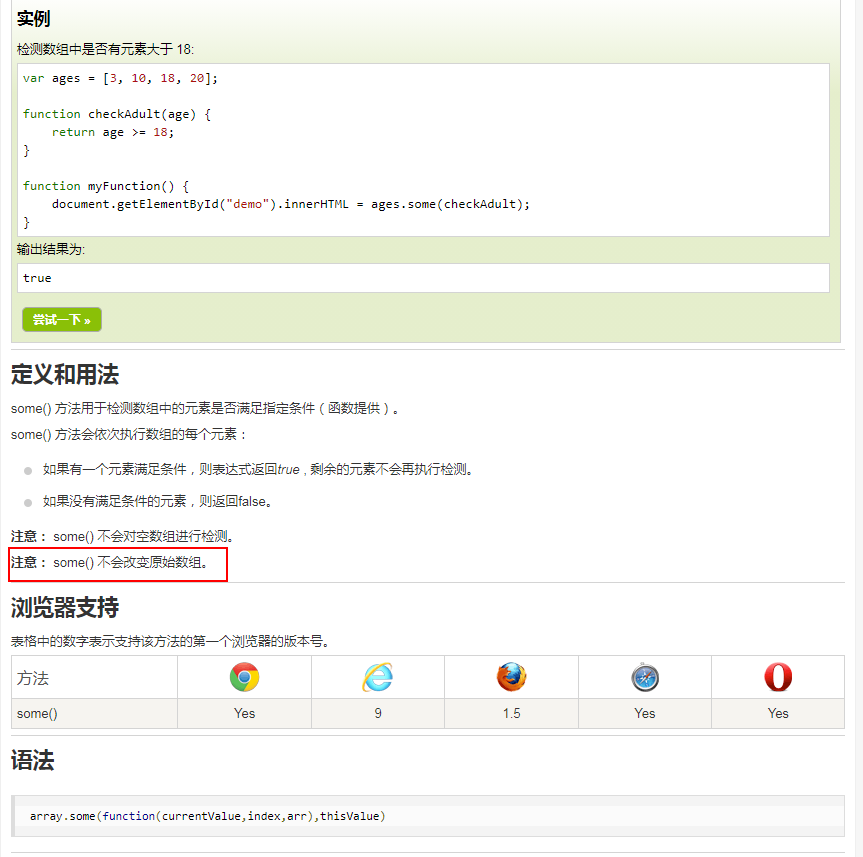 实例
检测数组中是否有元素大于 18:
var ages = [3, 10, 18, 20];
function checkAdult(age) {
    return age >= 18;
}
function myFunction() {
    document.getElementById("demo").innerHTML = ages.some(checkAdult);
}
输出结果为:
true
尝试一下 »
定义和用法
some() 方法用于检测数组中的元素是否满足指定条件（函数提供）。
some() 方法会依次执行数组的每个元素：
如果有一个元素满足条件，则表达式返回true , 剩余的元素不会再执行检测。
如果没有满足条件的元素，则返回false。
注意： some() 不会对空数组进行检测。
注意： some() 不会改变原始数组。
浏览器支持
表格中的数字表示支持该方法的第一个浏览器的版本号。
方法
some() Yes 9 1.5 Yes Yes
语法
array.some(function(currentValue,index,arr),thisValue)